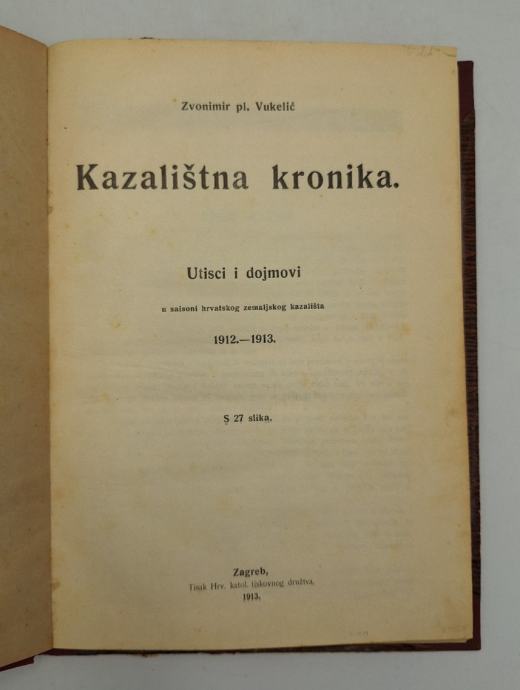 Zvonimir pl. Vukelić
Kazalištna kronika.
Utisci i dojmovi
u saisoni hrvatskog zemaljskog kazališta
1912.—1913.
S 27 slika.
Zagreb,
Tisak Hrv. katol. tiskovnog društva.
1913.